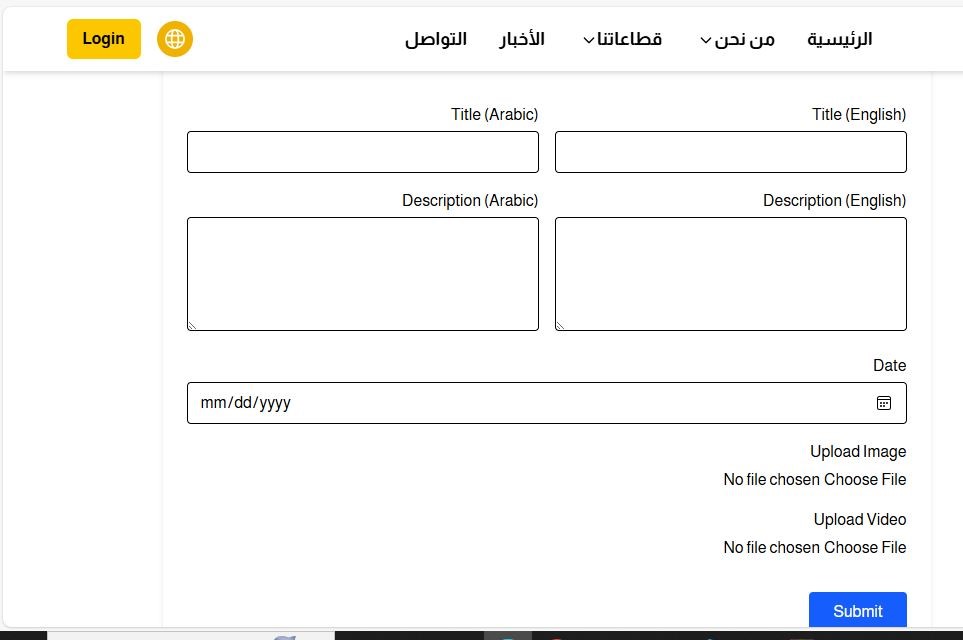 الرئيسية من نحن قطاعاتنا الأخبار التواصل Login
Title (English) Title (Arabic)
Description (English) Description (Arabic)
Date
mm/dd/yyyy
Upload Image
No file chosen Choose File
Upload Video
No file chosen Choose File
Submit